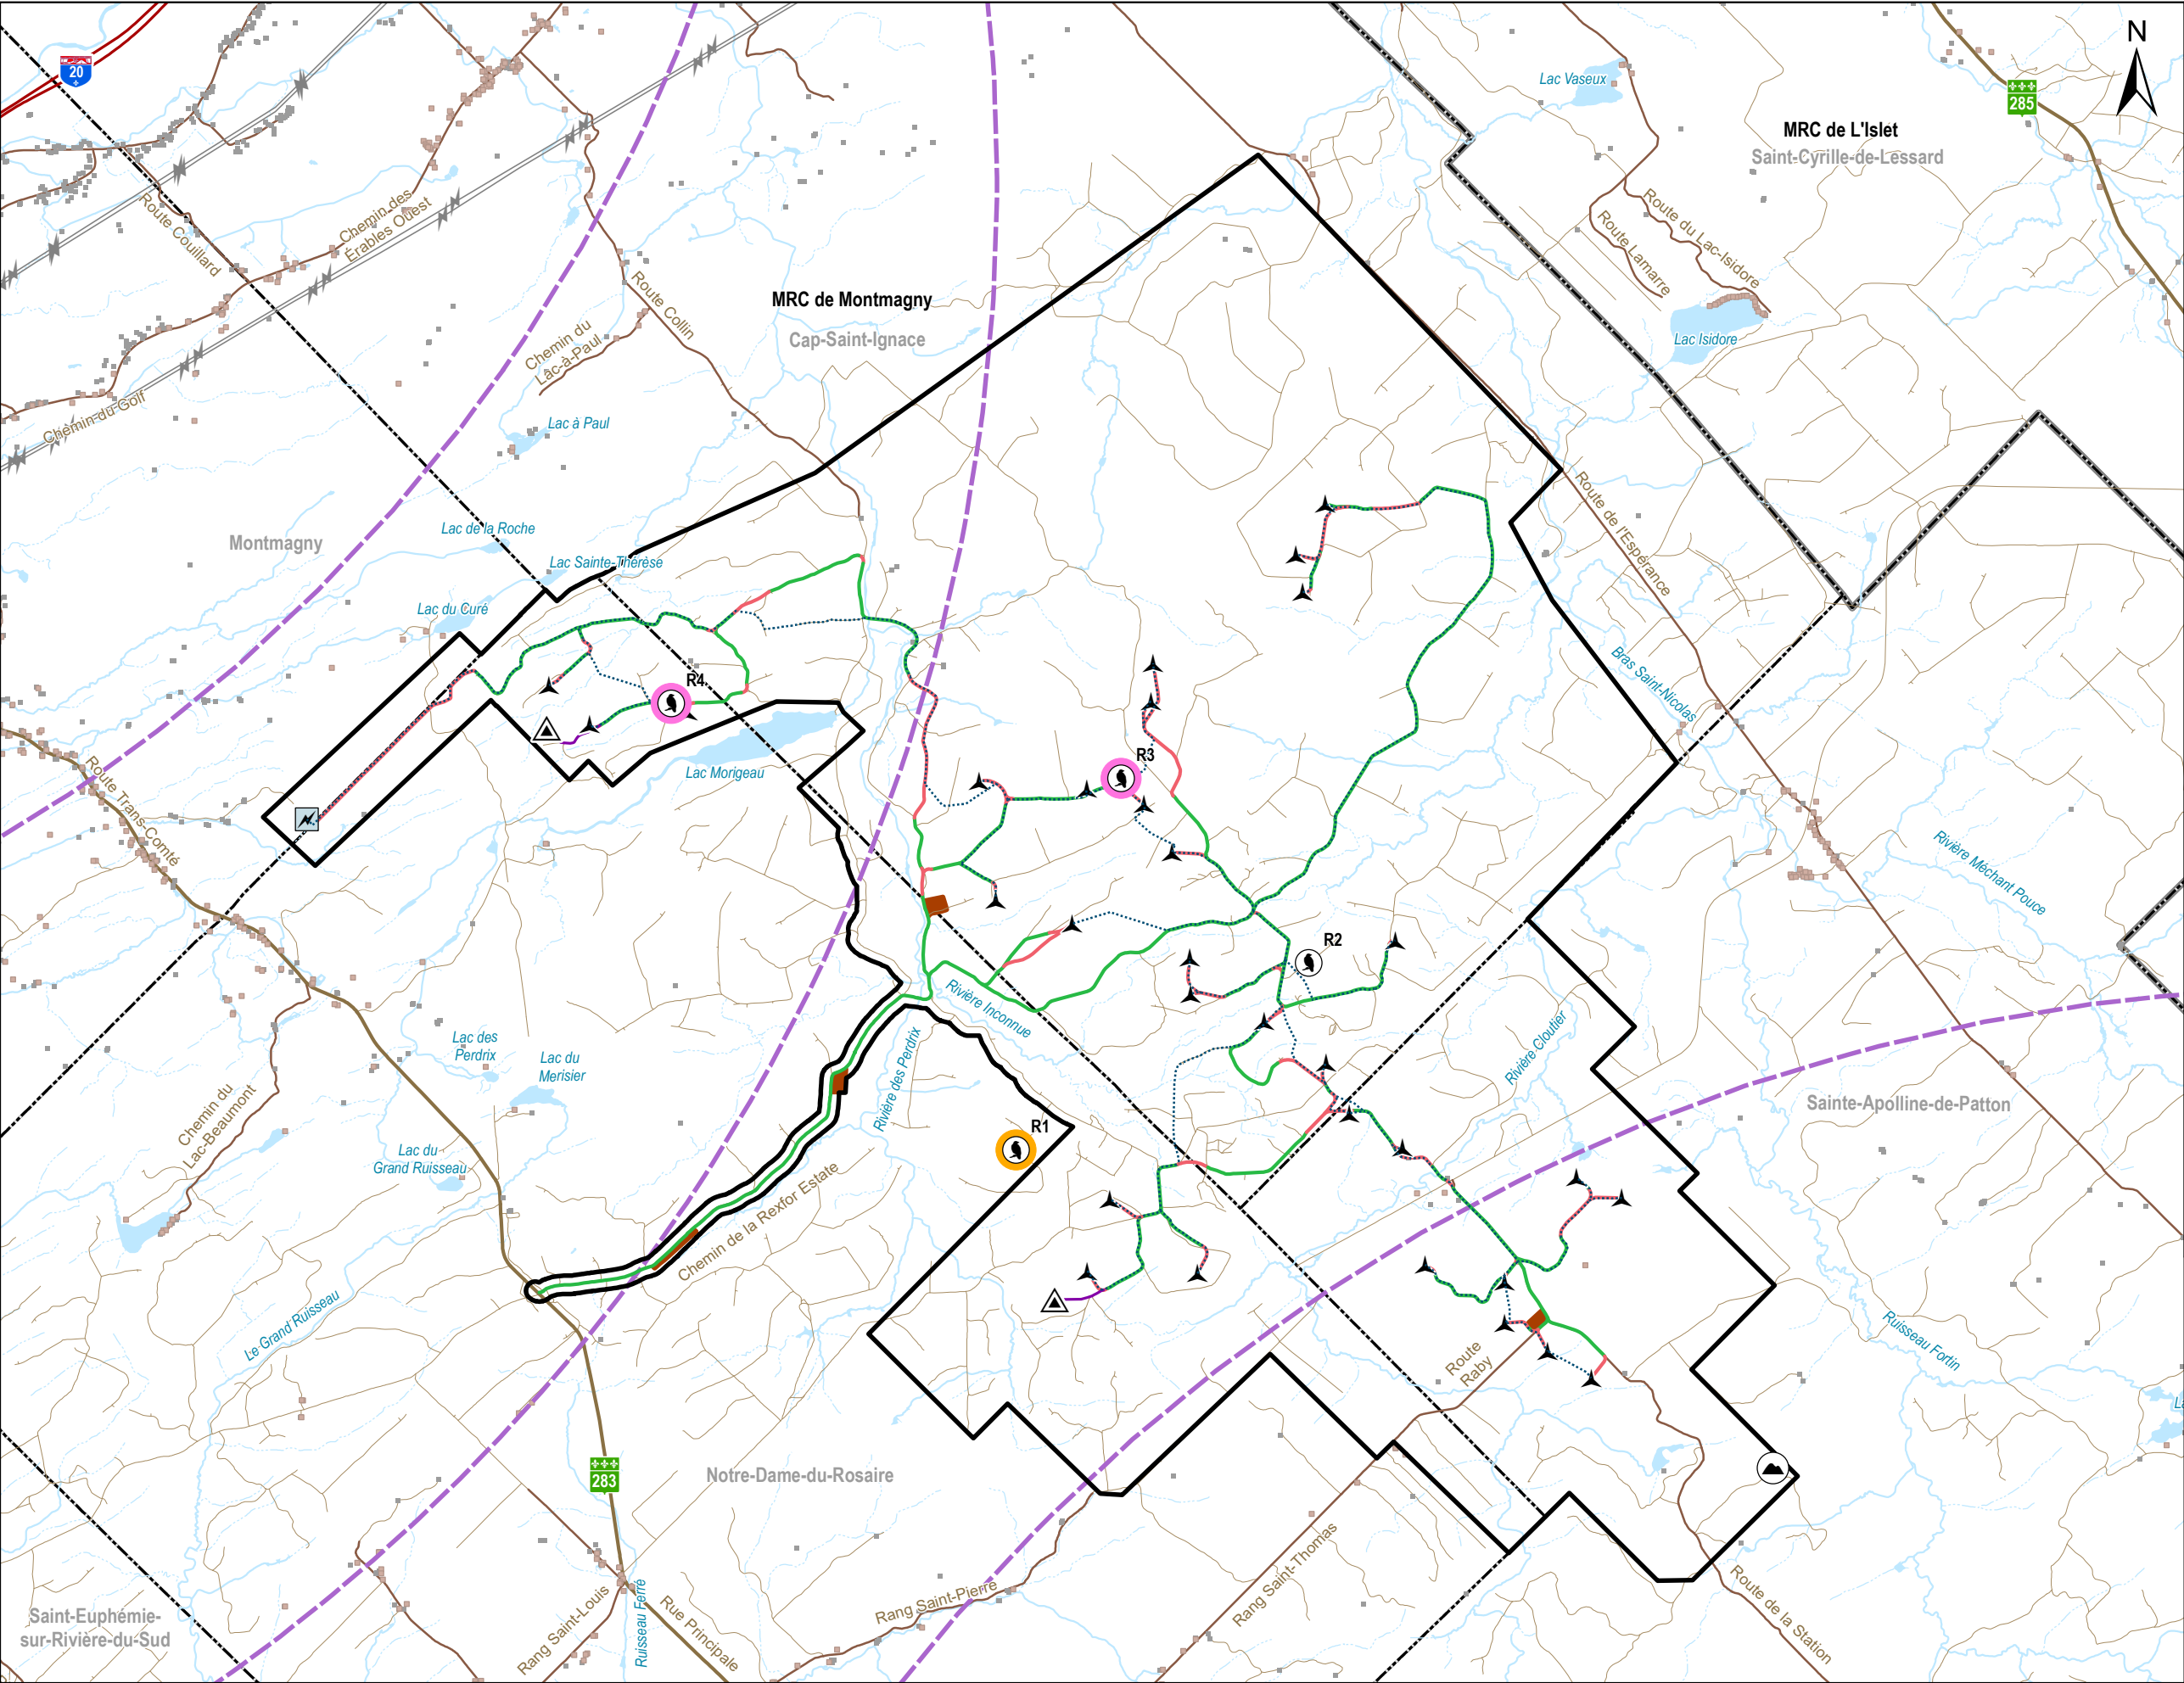 N
20
Lac Vaseux
285
MRC de L'Islet
Saint-Cyrille-de-Lessard
Route Couillard
Chemin des
Érables Ouest
Route du Lac-Isidore
Route Lamarre
Route Collin
MRC de Montmagny
Cap-Saint-Ignace
Lac Isidore
Chemin du
Lac-à-Paul
Chemin du Golf
Lac à Paul
Lac de la Roche
Montmagny
Lac Sainte-Thérèse
Route de l'Espérance
Lac du Curé
Bras Saint-Nicolas
R4
Lac Morigeau
R3
Route Trans-Comté
Rivière Méchant Pouce
R2
Rivière Inconnue
Lac des
Perdrix
Lac du
Merisier
Rivière des Perdrix
Rivière Cloutier
Sainte-Apolline-de-Patton
Chemin du
Lac-Beaumont
R1
Lac du
Grand Ruisseau
Chemin de la Rexfor Estate
Le Grand Ruisseau
Ruisseau Fortin
Route
Raby
La
283
Notre-Dame-du-Rosaire
Rang Saint-Thomas
Rang Saint-Pierre
Route de la Station
Saint-Euphémie-
sur-Rivière-du-Sud
Rang Saint-Louis
Ruisseau Ferré
Rue Principale